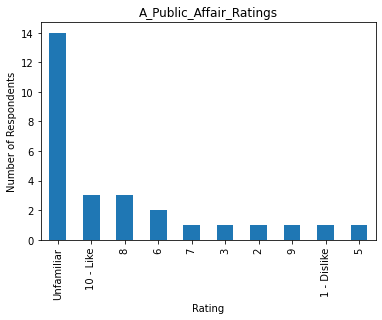 A_Public_Affair_Ratings
Number of Respondents
14
12
10
8
6
4
2
0
Unfamiliar
10 - Like
8
6
7
3
2
9
1 - Dislike
5
Rating